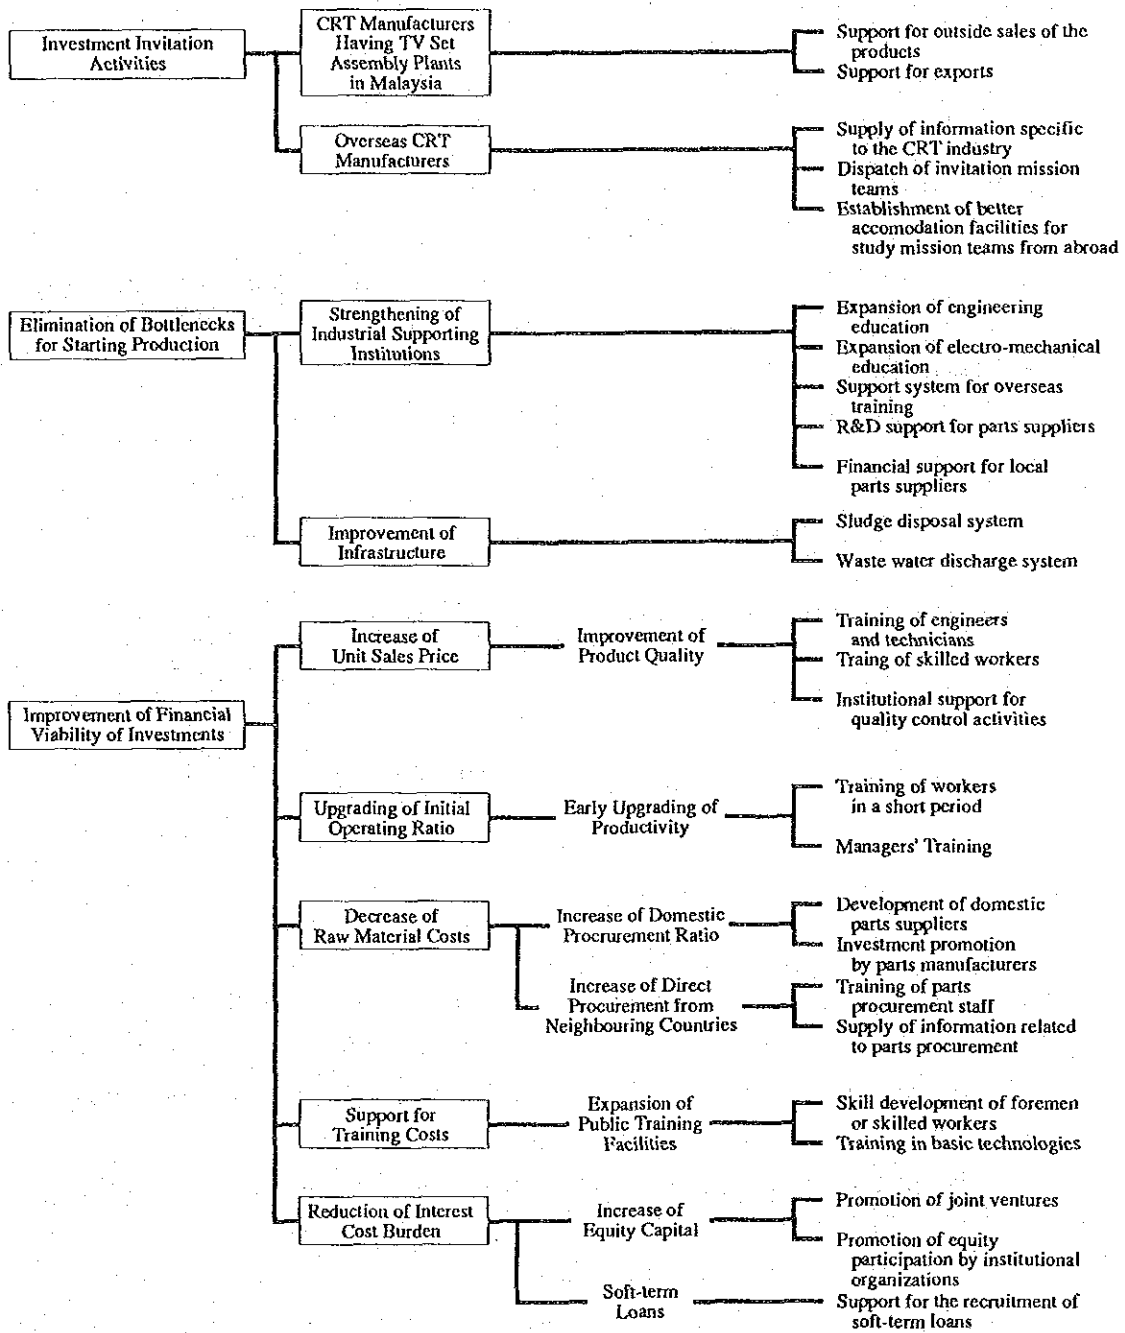 Investment Invitation
Activities
CRT Manufacturers
Having TV Set
Assembly Plants
in Malaysia
Support for outside sales of the
products
Support for exports
Overseas CRT
Manufacturers
Supply of information specific
to the CRT industry
Dispatch of invitation mission
teams
Establishment of better
accomodation facilities for
study mission teams from abroad
Elimination of Bottlenecks
for Starting Production
Strengthening of
Industrial Supporting
Institutions
Expansion of engineering
education
Expansion of electro-mechanical
education
Support system for overseas
training
R&D support for parts suppliers
Financial support for local
parts suppliers
Improvement of
Infrastructure
Sludge disposal system
Waste water discharge system
Improvement of Financial
Viability of Investments
Increase of
Unit Sales Price
Improvement of
Product Quality
Training of engineers
and technicians
Traing of skilled workers
Institutional support for
quality control activities
Upgrading of Initial
Operating Ratio
Early Upgrading of
Productivity
Training of workers
in a short period
Managers' Training
Decrease of
Raw Material Costs
Increase of Domestic
Procrurement Ratio
Development of domestic
parts suppliers
Investment promotion
by parts manufacturers
Increase of Direct
Procurement from
Neighbouring Countries
Training of parts
procurement staff
Supply of information related
to parts procurement
Support for
Training Costs
Expansion of
Public Training
Facilities
Skill development of foremen
or skilled workers
Training in basic technologies
Reduction of Interest
Cost Burden
Increase of
Equity Capital
Promotion of joint ventures
Promotion of equity
participation by institutional
organizations
Soft-term
Loans
Support for the recruitment of
soft-term loans